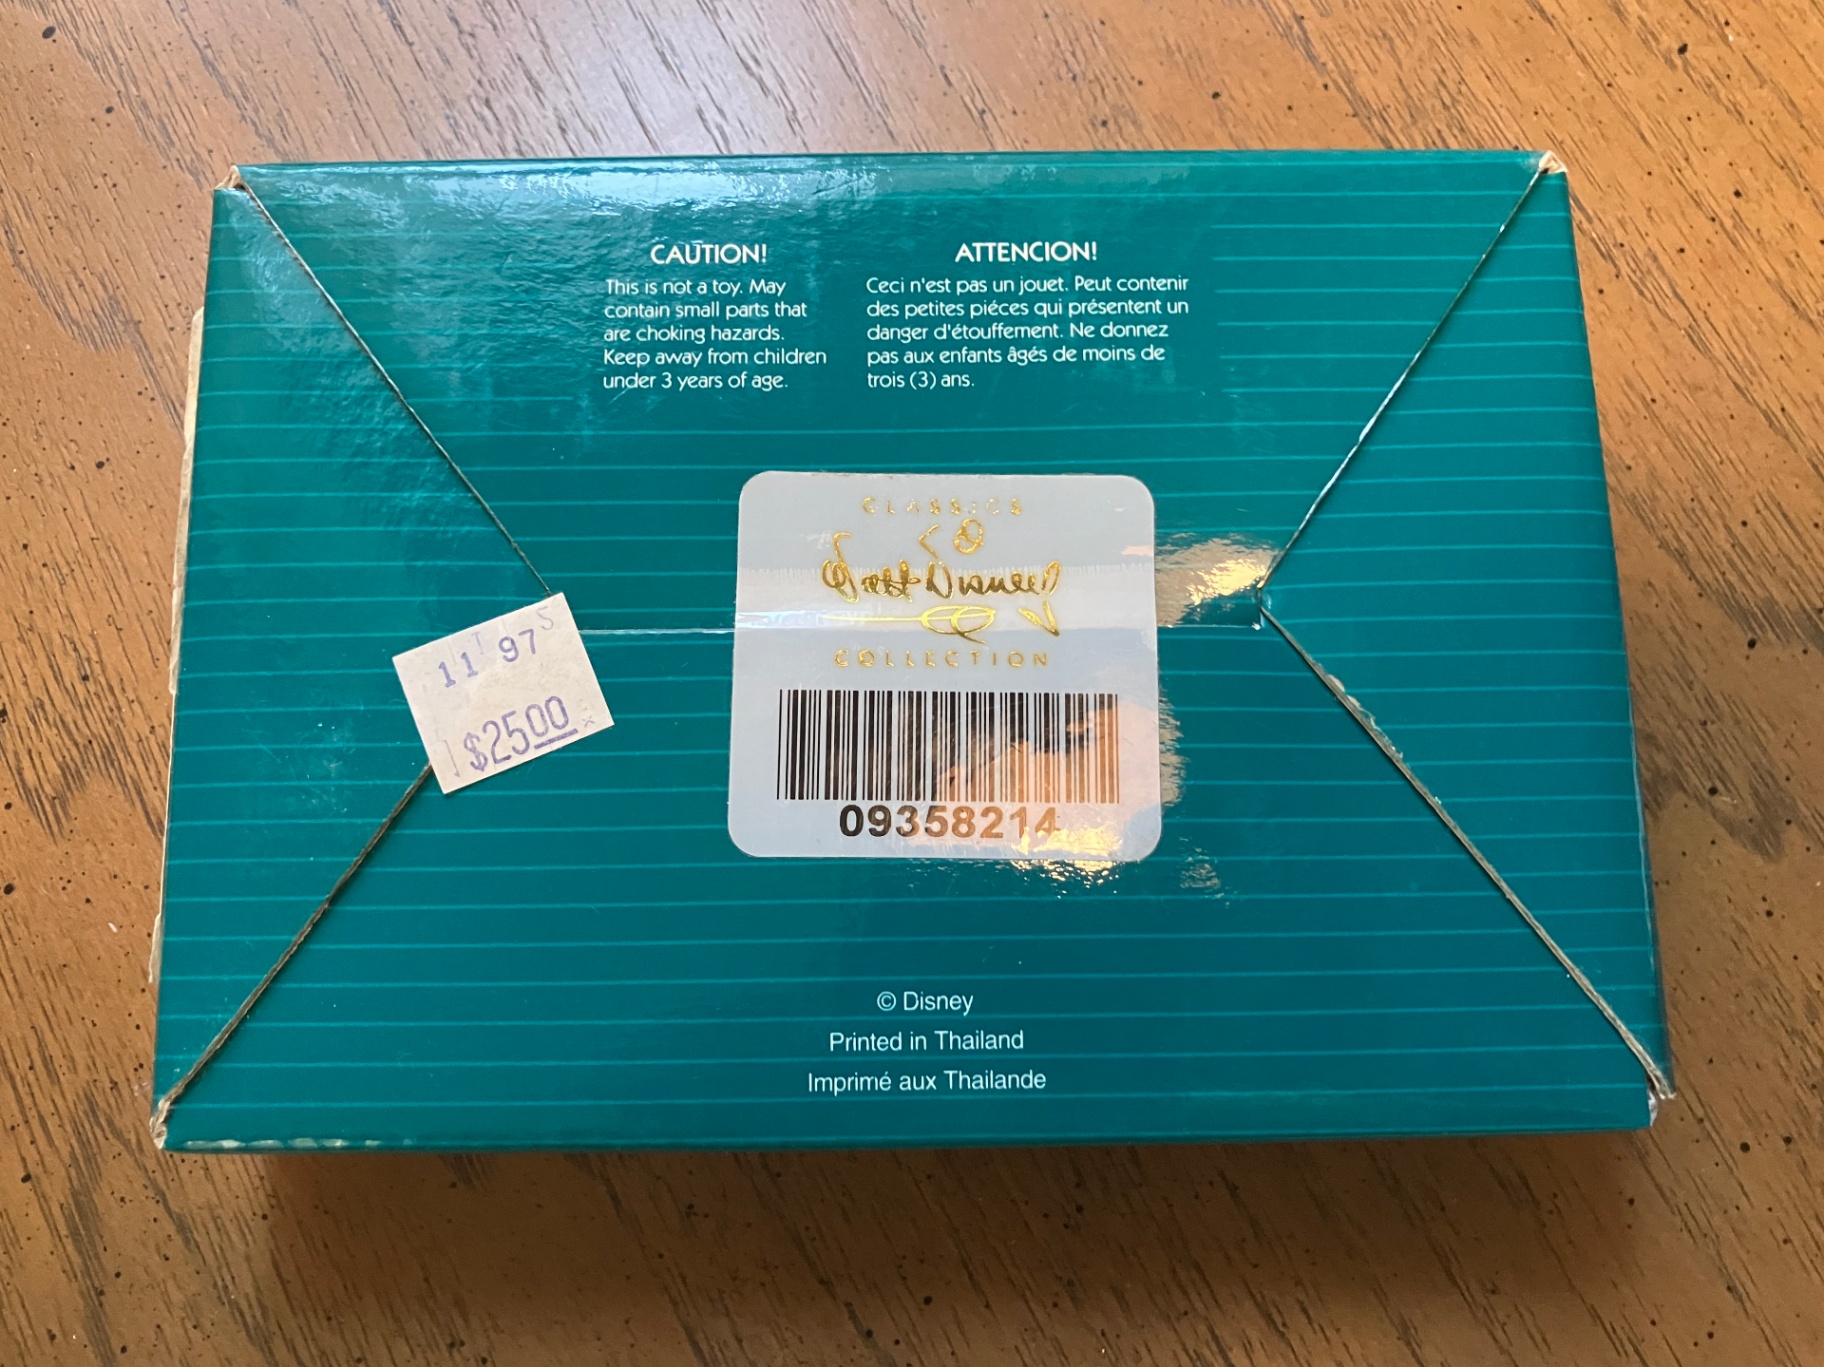 CAUTION!
This is not a toy. May
contain small parts that
are choking hazards.
Keep away from children
under 3 years of age.
ATTENCION!
Ceci n'est pas un jouet. Peut contenir
des petites piéces qui présentent un
danger d'étouffement. Ne donnez
pas aux enfants âgés de moins de
trois (3) ans.
CLASSICS
Walt Disney
COLLECTION
09358214
11 T 97 S
$25.00
© Disney
Printed in Thailand
Imprimé aux Thailande